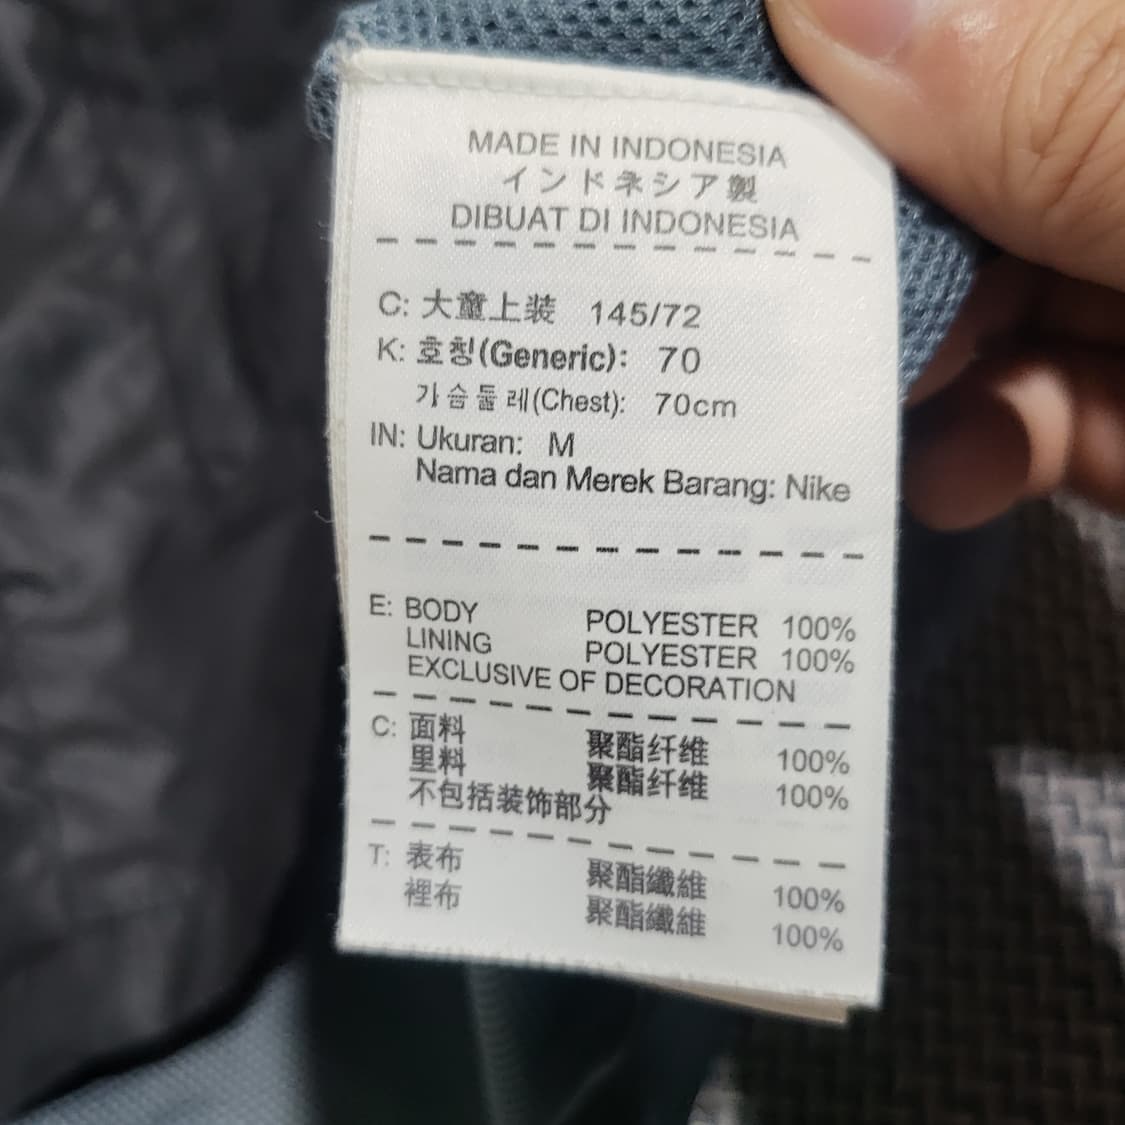 MADE IN INDONESIA
インドネシア製
DIBUAT DI INDONESIA
C: 大童上装 145/72
K: 호칭(Generic): 70
가슴둘레(Chest): 70cm
IN: Ukuran: M
Nama dan Merek Barang: Nike
E: BODY POLYESTER 100%
LINING POLYESTER 100%
EXCLUSIVE OF DECORATION
C: 面料 聚酯纤维 100%
里料 聚酯纤维 100%
不包括装饰部分
T: 表布 聚酯纖維 100%
裡布 聚酯纖維 100%